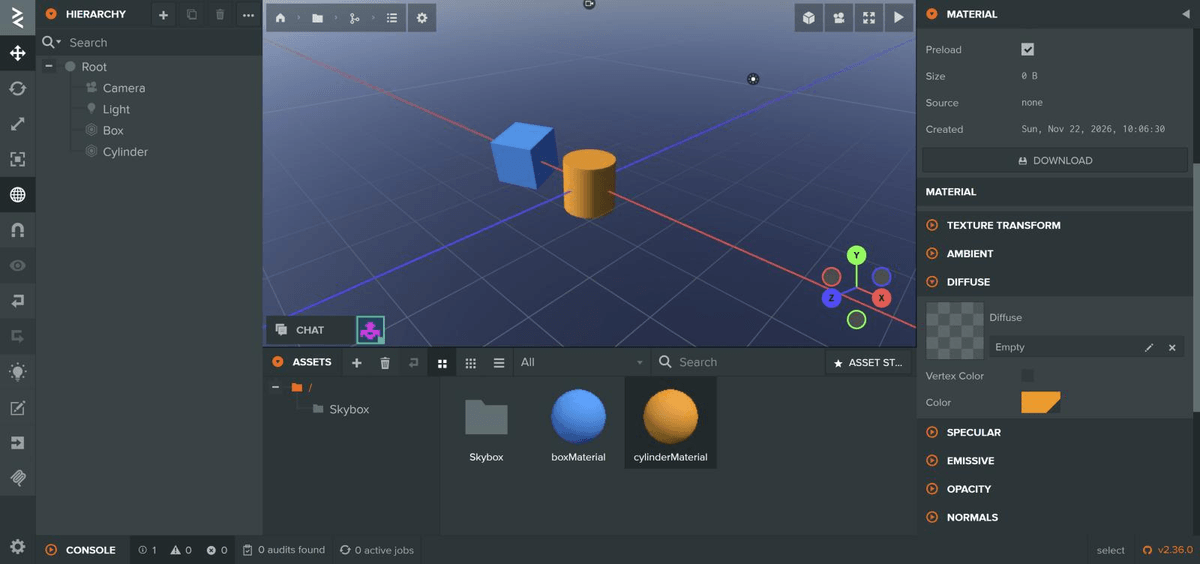 HIERARCHY
Search
Root
Camera
Light
Box
Cylinder
Y
Z
X
CHAT
ASSETS
All
Search
ASSET ST...
/
Skybox
Skybox
boxMaterial
cylinderMaterial
MATERIAL
Preload
Size 0 B
Source none
Created Sun, Nov 22, 2026, 10:06:30
DOWNLOAD
MATERIAL
TEXTURE TRANSFORM
AMBIENT
DIFFUSE
Diffuse
Empty
Vertex Color
Color
SPECULAR
EMISSIVE
OPACITY
NORMALS
CONSOLE 1 0 0 0 audits found 0 active jobs
select v2.36.0